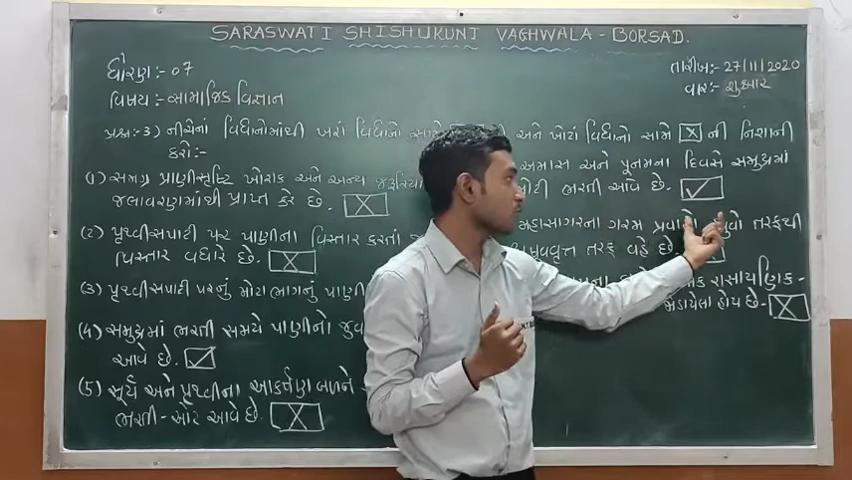 SARASWATI SHISHUKUNJ VAGHWALA - BORSAD.
ધોરણ :- ૦૭
તારીખ:- 27/11/2020
વિષય :- સામાજિક વિજ્ઞાન
વાર:- શુક્રવાર
પ્રશ્ન:-3) નીચેનાં વિધાનોમાંથી ખરાં વિધાનો સામે અને ખોટાં વિધાનો સામે ☒ ની નિશાની
કરો:-
(1) સમગ્ર પ્રાણીસૃષ્ટિ ખોરાક અને અન્ય
જલાવરણમાંથી પ્રાપ્ત કરે છે. ☒
(2) પૃથ્વીસપાટી પર પાણીના વિસ્તાર કરતાં
વિસ્તાર વધારે છે. ☒
(3) પૃથ્વીસપાટી પરનું મોટા ભાગનું પાણી
(4) સમુદ્રમાં ભરતી સમયે પાણીનો
આવે છે. ☑
(5) સૂર્ય અને પૃથ્વીના આકર્ષણ બળને
ભરતી-ઓટ આવે છે. ☒
અમાસ અને પૂનમના દિવસે સમુદ્રમાં
મોટી ભરતી આવે છે. ☑
મહાસાગરના ગરમ પ્રવાહો ધ્રુવો તરફથી
તરફ વહે છે.
રાસાયણિક
ભળેલા હોય છે. ☒